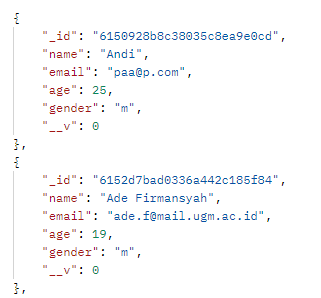 {
"_id": "6150928b8c38035c8ea9e0cd",
"name": "Andi",
"email": "paa@p.com",
"age": 25,
"gender": "m",
"__v": 0
},
{
"_id": "6152d7bad0336a442c185f84",
"name": "Ade Firmansyah",
"email": "ade.f@mail.ugm.ac.id",
"age": 19,
"gender": "m",
"__v": 0
},